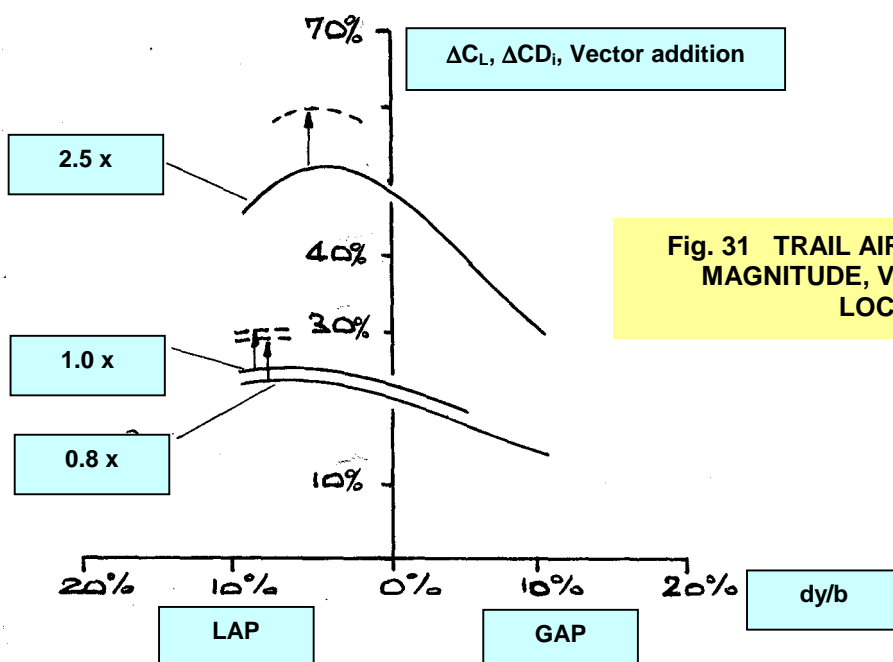 70%
ΔCL, ΔCDi, Vector addition
2.5 x
40%
Fig. 31 TRAIL AIR
MAGNITUDE, V
LOC
30%
1.0 x
0.8 x
10%
20% 10% 0% 10% 20%
dy/b
LAP GAP